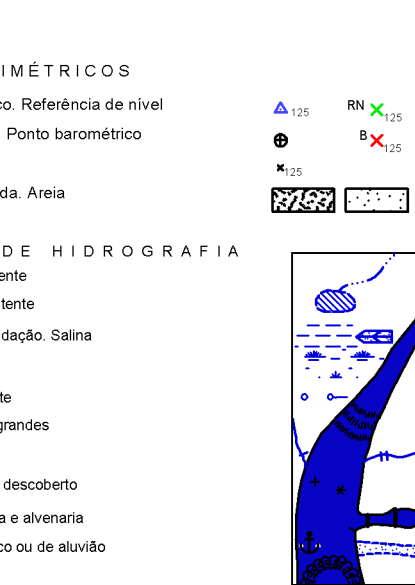 IMÉTRICOS
co. Referência de nível
125 RN 125
. Ponto barométrico
B 125
125
da. Areia
DE HIDROGRAFIA
ente
tente
dação. Salina
te
grandes
descoberto
a e alvenaria
co ou de aluvião